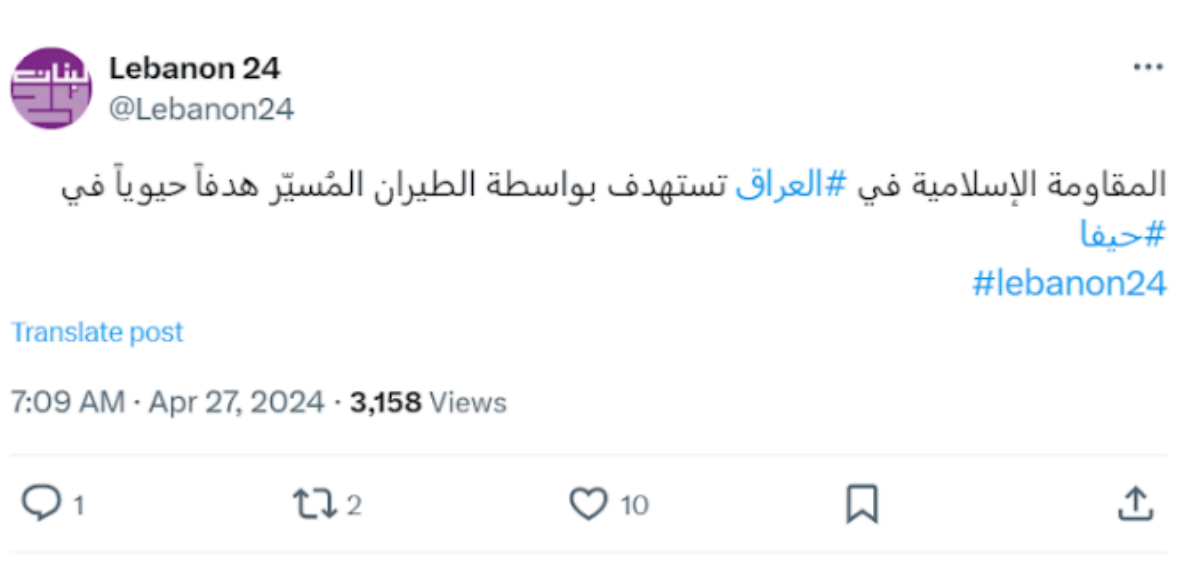 Lebanon 24
@Lebanon24
المقاومة الإسلامية في #العراق تستهدف بواسطة الطيران المُسيّر هدفاً حيوياً في
#حيفا
#lebanon24
Translate post
7:09 AM · Apr 27, 2024 · 3,158 Views
1 2 10